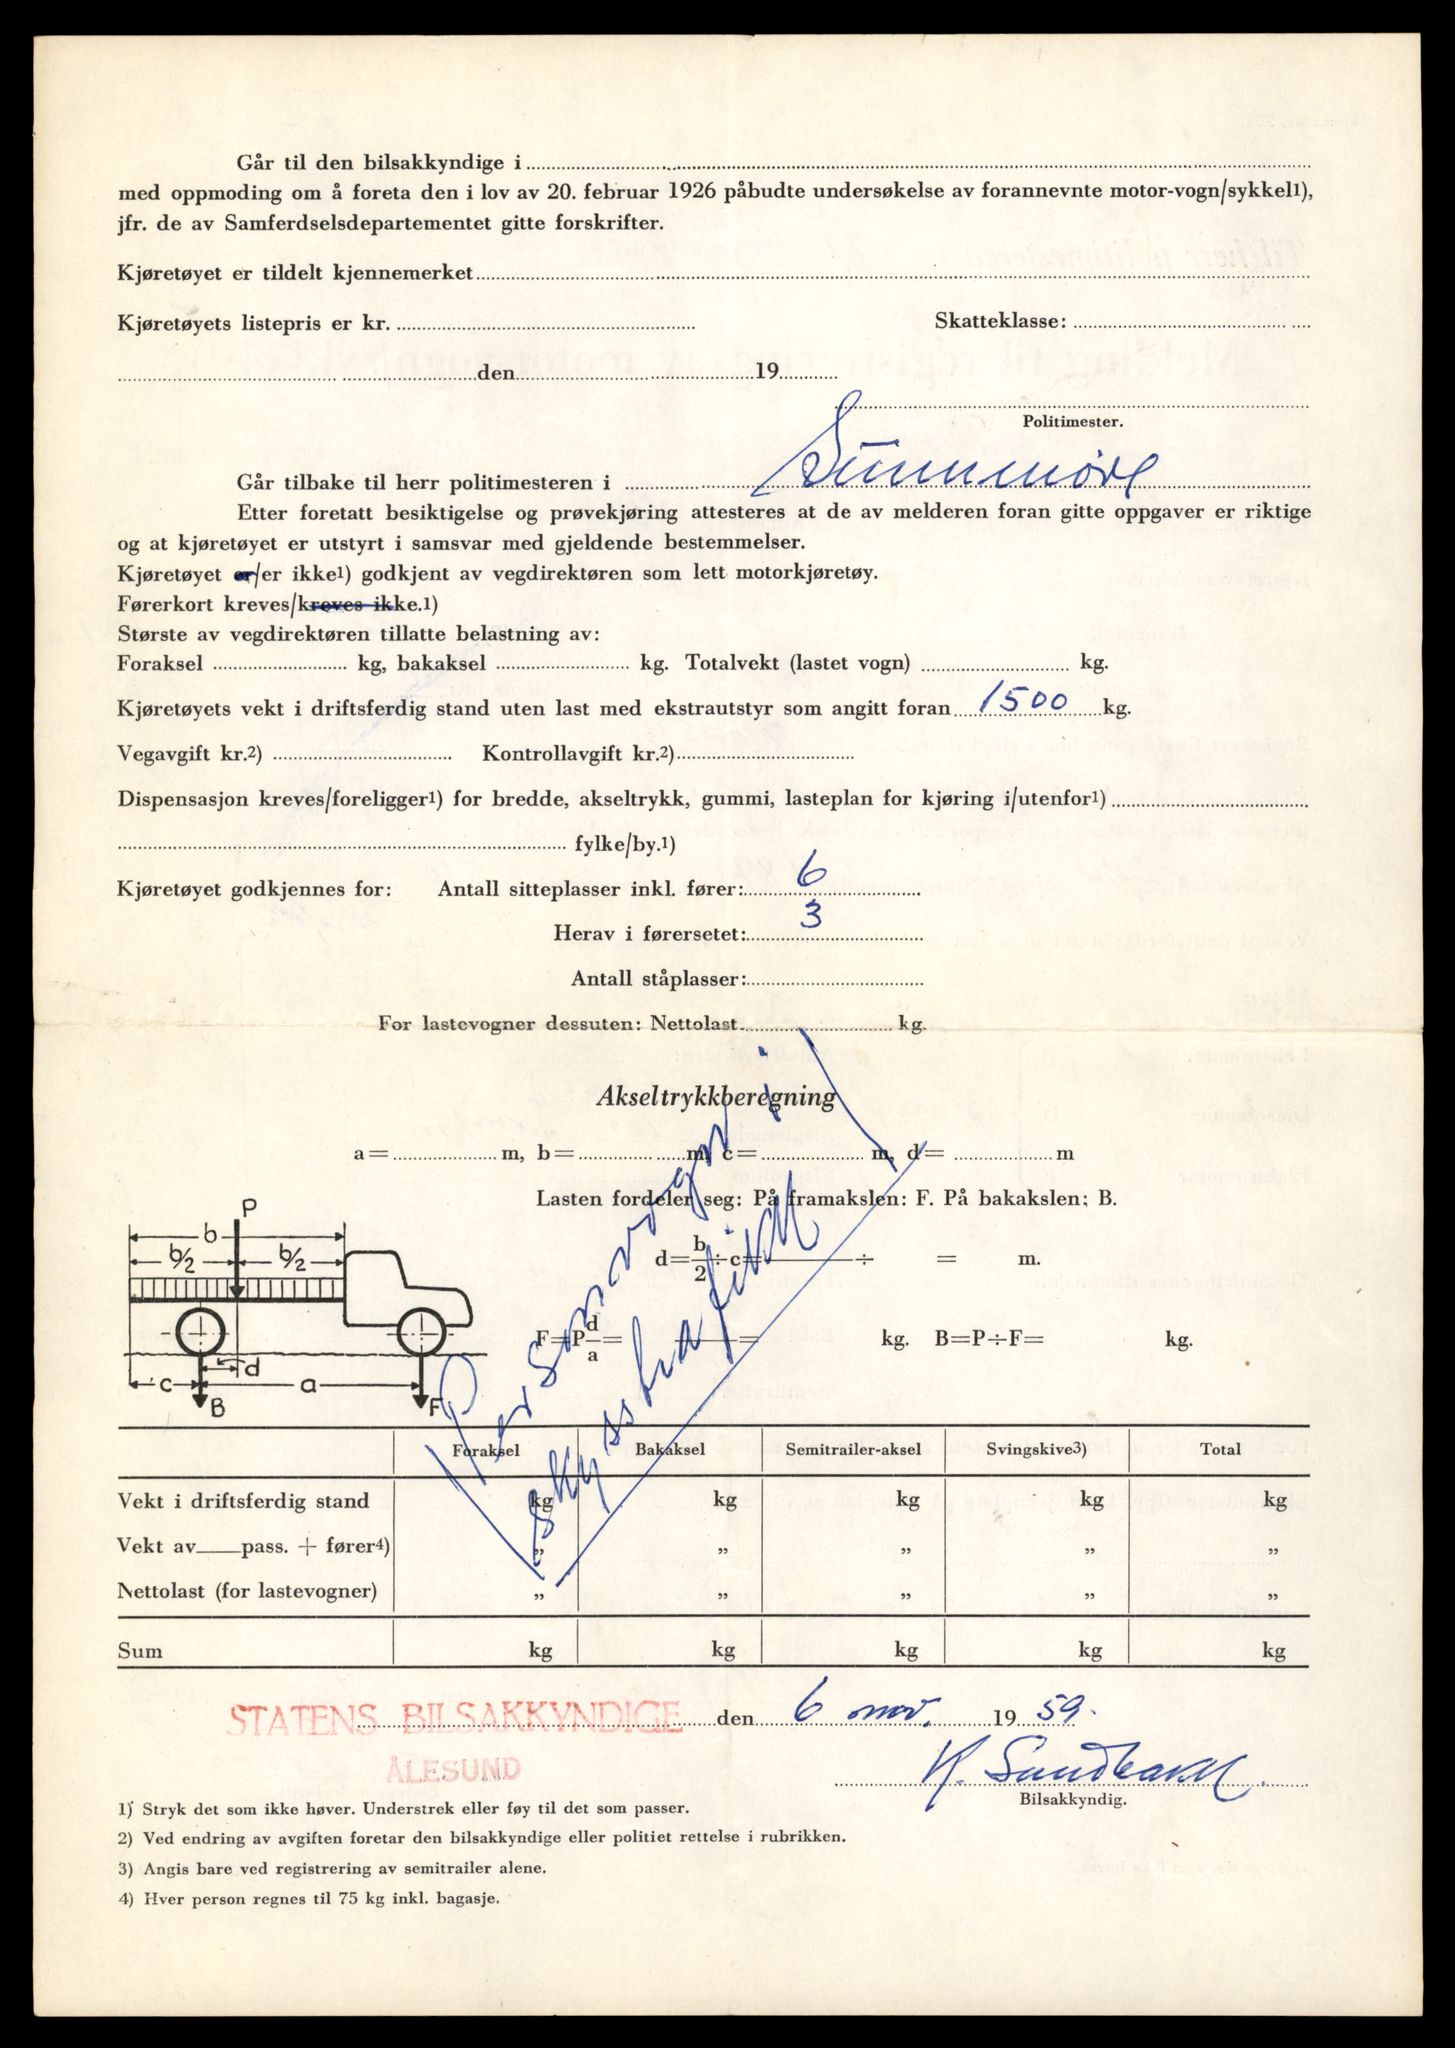 Går til den bilsakkyndige i
med oppmoding om å foreta den i lov av 20. februar 1926 påbudte undersøkelse av forannevnte motor-vogn/sykkel1),
jfr. de av Samferdselsdepartementet gitte forskrifter.
Kjøretøyet er tildelt kjennemerket
Kjøretøyets listepris er kr. Skatteklasse:
den 19
Politimester.
Går tilbake til herr politimesteren i Sunnmöre
Etter foretatt besiktigelse og prøvekjøring attesteres at de av melderen foran gitte oppgaver er riktige
og at kjøretøyet er utstyrt i samsvar med gjeldende bestemmelser.
Kjøretøyet er/er ikke1) godkjent av vegdirektøren som lett motorkjøretøy.
Førerkort kreves/kreves ikke.1)
Største av vegdirektøren tillatte belastning av:
Foraksel kg, bakaksel kg. Totalvekt (lastet vogn) kg.
Kjøretøyets vekt i driftsferdig stand uten last med ekstrautstyr som angitt foran 1500 kg.
Vegavgift kr.2) Kontrollavgift kr.2)
Dispensasjon kreves/foreligger1) for bredde, akseltrykk, gummi, lasteplan for kjøring i/utenfor1)
fylke/by.1)
Kjøretøyet godkjennes for: Antall sitteplasser inkl. fører: 6
Herav i førersetet: 3
Antall ståplasser:
For lastevogner dessuten: Nettolast kg.
Akseltrykkberegning
a= m, b= m, c= m, d= m
Lasten fordeler seg: På framakslen: F. På bakakslen: B.
d=b/2÷c= ÷ = m.
F=P d/a= = kg. B=P÷F= kg.
P
b
b/2 b/2
d
c a
B F
Personvogn i
skysstrafikk
Foraksel Bakaksel Semitrailer-aksel Svingskive3) Total
Vekt i driftsferdig stand kg kg kg kg kg
Vekt av pass. + fører4) „ „ „ „ „
Nettolast (for lastevogner) „ „ „ „ „
Sum kg kg kg kg kg
STATENS BILSAKKYNDIGE den 6 nov. 19 59.
ÅLESUND
K. Sundbakk.
Bilsakkyndig.
1) Stryk det som ikke høver. Understrek eller føy til det som passer.
2) Ved endring av avgiften foretar den bilsakkyndige eller politiet rettelse i rubrikken.
3) Angis bare ved registrering av semitrailer alene.
4) Hver person regnes til 75 kg inkl. bagasje.